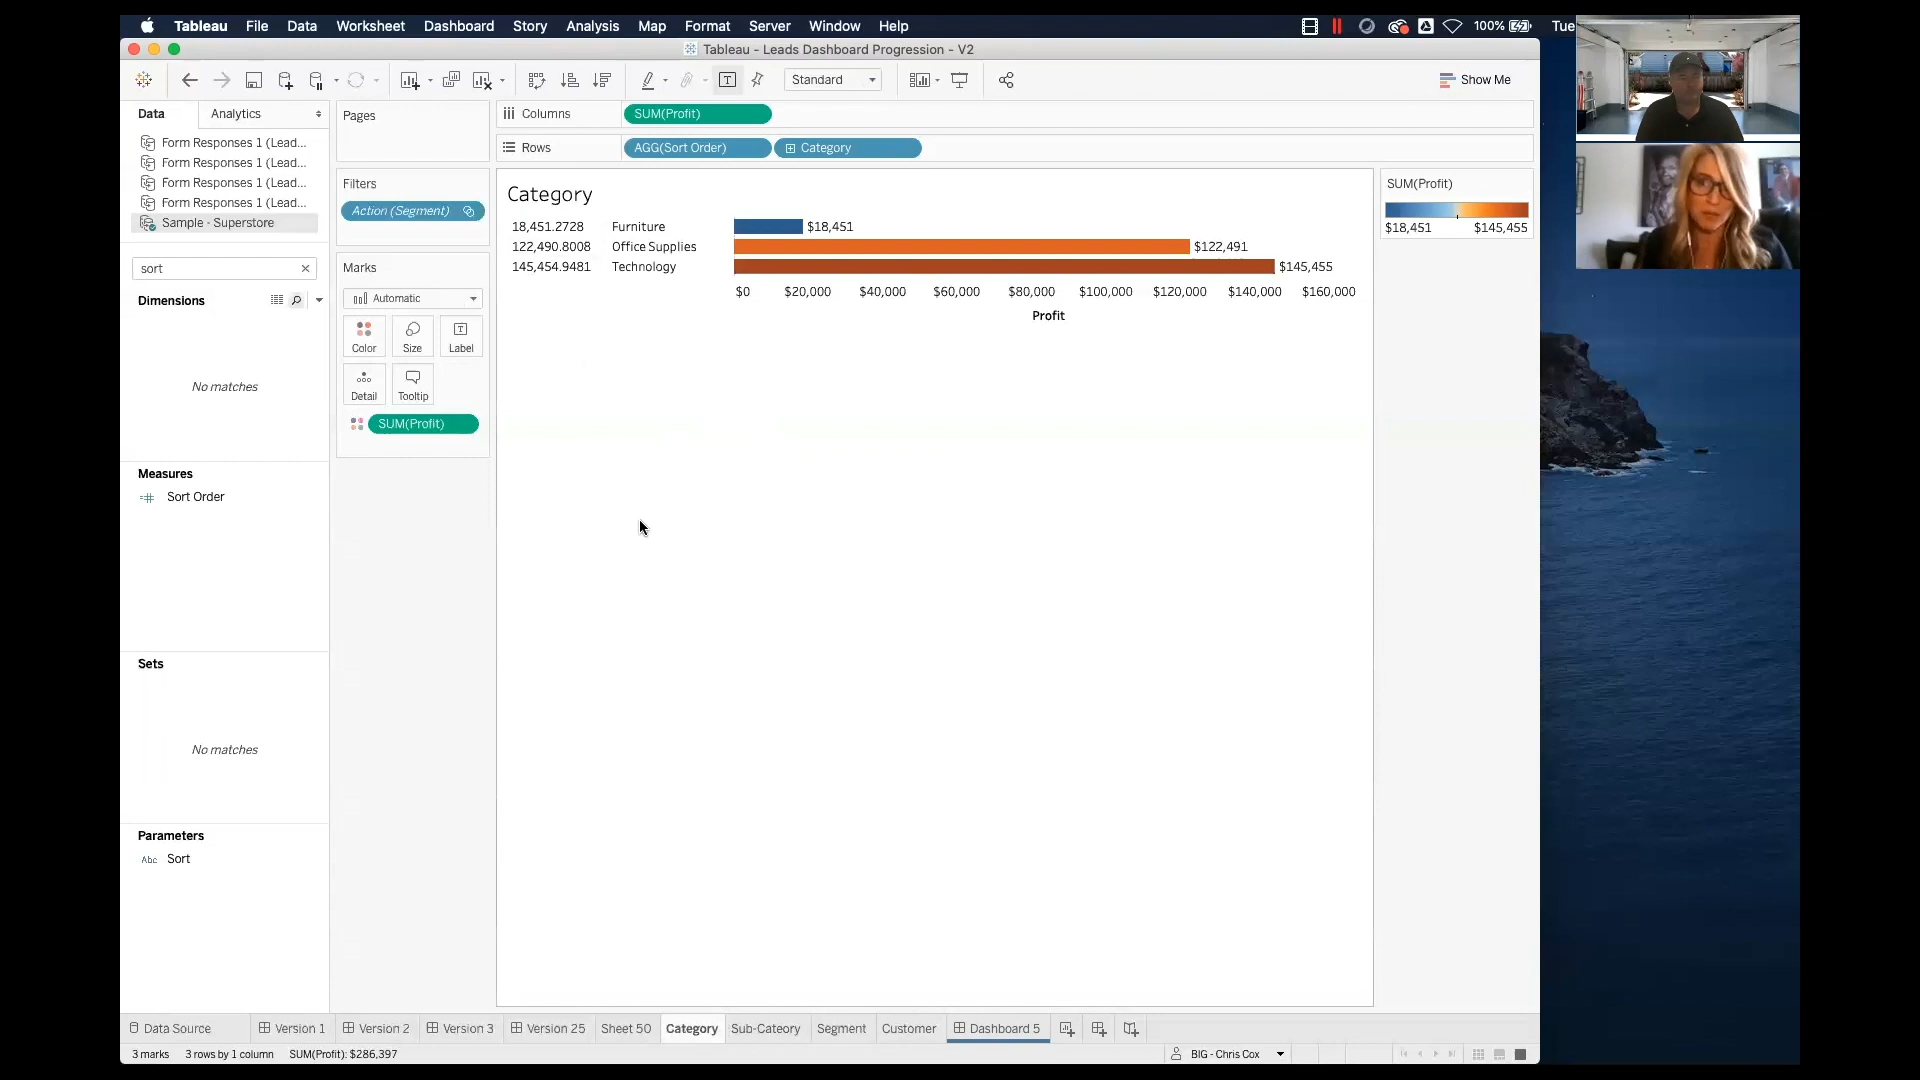 Tableau File Data Worksheet Dashboard Story Analysis Map Format Server Window Help 100% Tue
Tableau - Leads Dashboard Progression - V2
Standard Show Me
Data Analytics
Form Responses 1 (Lead...
Form Responses 1 (Lead...
Form Responses 1 (Lead...
Form Responses 1 (Lead...
Sample - Superstore
sort
Dimensions
No matches
Measures
Sort Order
Sets
No matches
Parameters
Abc Sort
Pages
Filters
Action (Segment)
Marks
Automatic
Color Size Label
Detail Tooltip
SUM(Profit)
Columns SUM(Profit)
Rows AGG(Sort Order) Category
Category
18,451.2728 Furniture $18,451
122,490.8008 Office Supplies $122,491
145,454.9481 Technology $145,455
$0 $20,000 $40,000 $60,000 $80,000 $100,000 $120,000 $140,000 $160,000
Profit
SUM(Profit)
$18,451 $145,455
Data Source Version 1 Version 2 Version 3 Version 25 Sheet 50 Category Sub-Cateory Segment Customer Dashboard 5
3 marks 3 rows by 1 column SUM(Profit): $286,397 BIG - Chris Cox